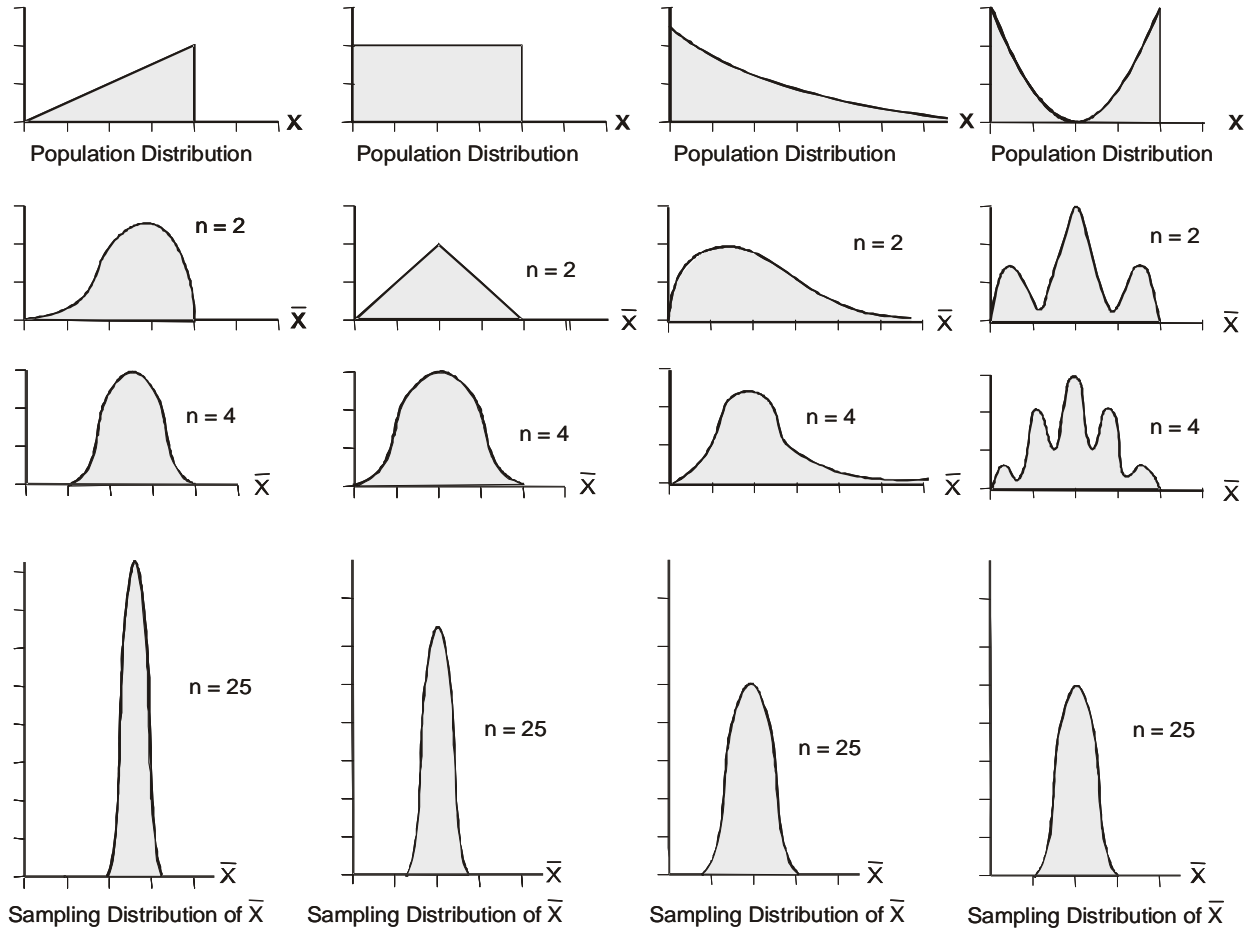 X X X X
Population Distribution Population Distribution Population Distribution Population Distribution
n = 2 n = 2 n = 2 n = 2
X̅ X̅ X̅ X̅
n = 4 n = 4 n = 4 n = 4
X̅ X̅ X̅ X̅
n = 25 n = 25 n = 25 n = 25
X̅ X̅ X̅ X̅
Sampling Distribution of X̅ Sampling Distribution of X̅ Sampling Distribution of X̅ Sampling Distribution of X̅